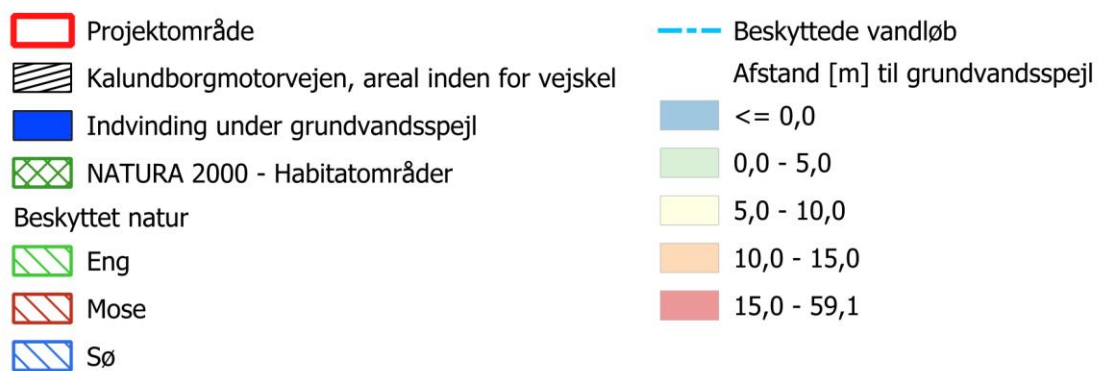 Projektområde
Kalundborgmotorvejen, areal inden for vejskel
Indvinding under grundvandsspejl
NATURA 2000 - Habitatområder
Beskyttet natur
Eng
Mose
Sø
Beskyttede vandløb
Afstand [m] til grundvandsspejl
<= 0,0
0,0 - 5,0
5,0 - 10,0
10,0 - 15,0
15,0 - 59,1